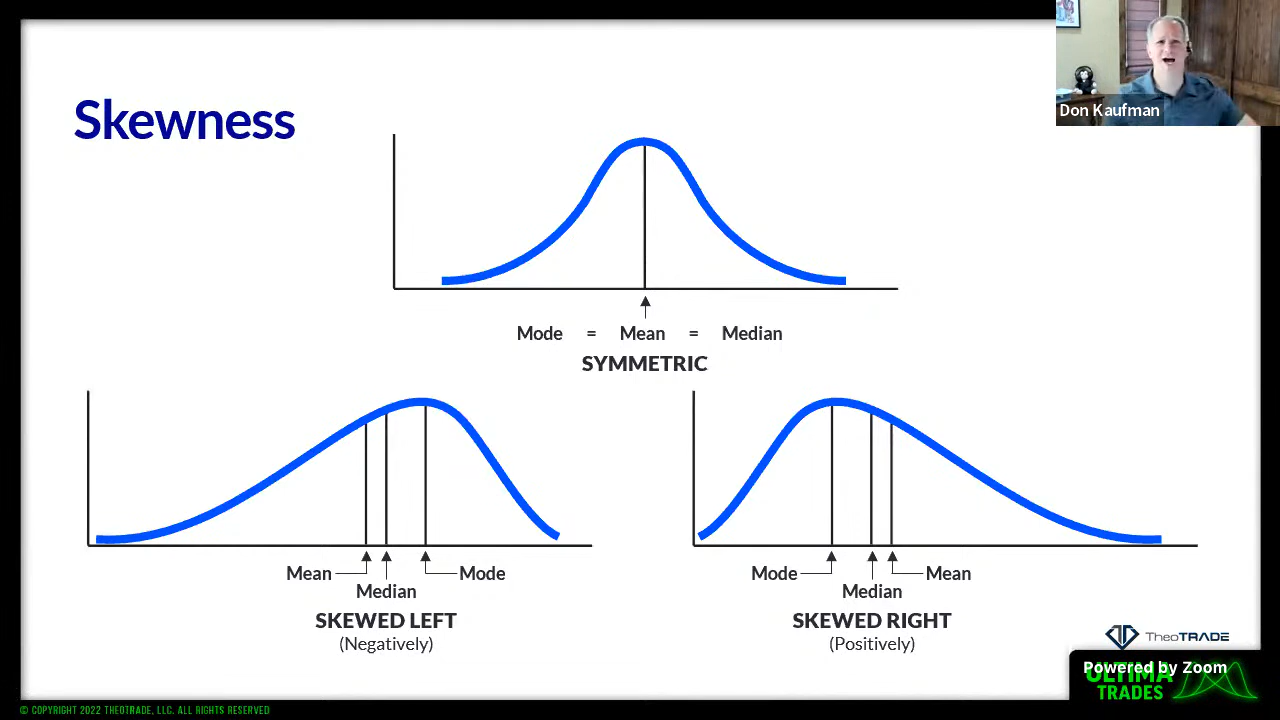 Don Kaufman
Skewness
Mode = Mean = Median
SYMMETRIC
Mean
Median
Mode
SKEWED LEFT
(Negatively)
Mode
Median
Mean
SKEWED RIGHT
(Positively)
TheoTRADE
Powered by Zoom
ULTIMA
TRADES
© COPYRIGHT 2022 THEOTRADE, LLC. ALL RIGHTS RESERVED